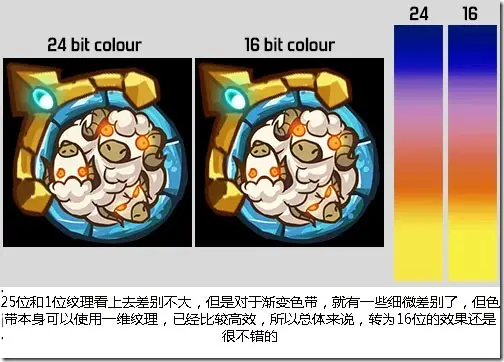 24 16
24 bit colour 16 bit colour
25位和1位纹理看上去差别不大，但是对于渐变色带，就有一些细微差别了，但色
带本身可以使用一维纹理，已经比较高效，所以总体来说，转为16位的效果还是
很不错的